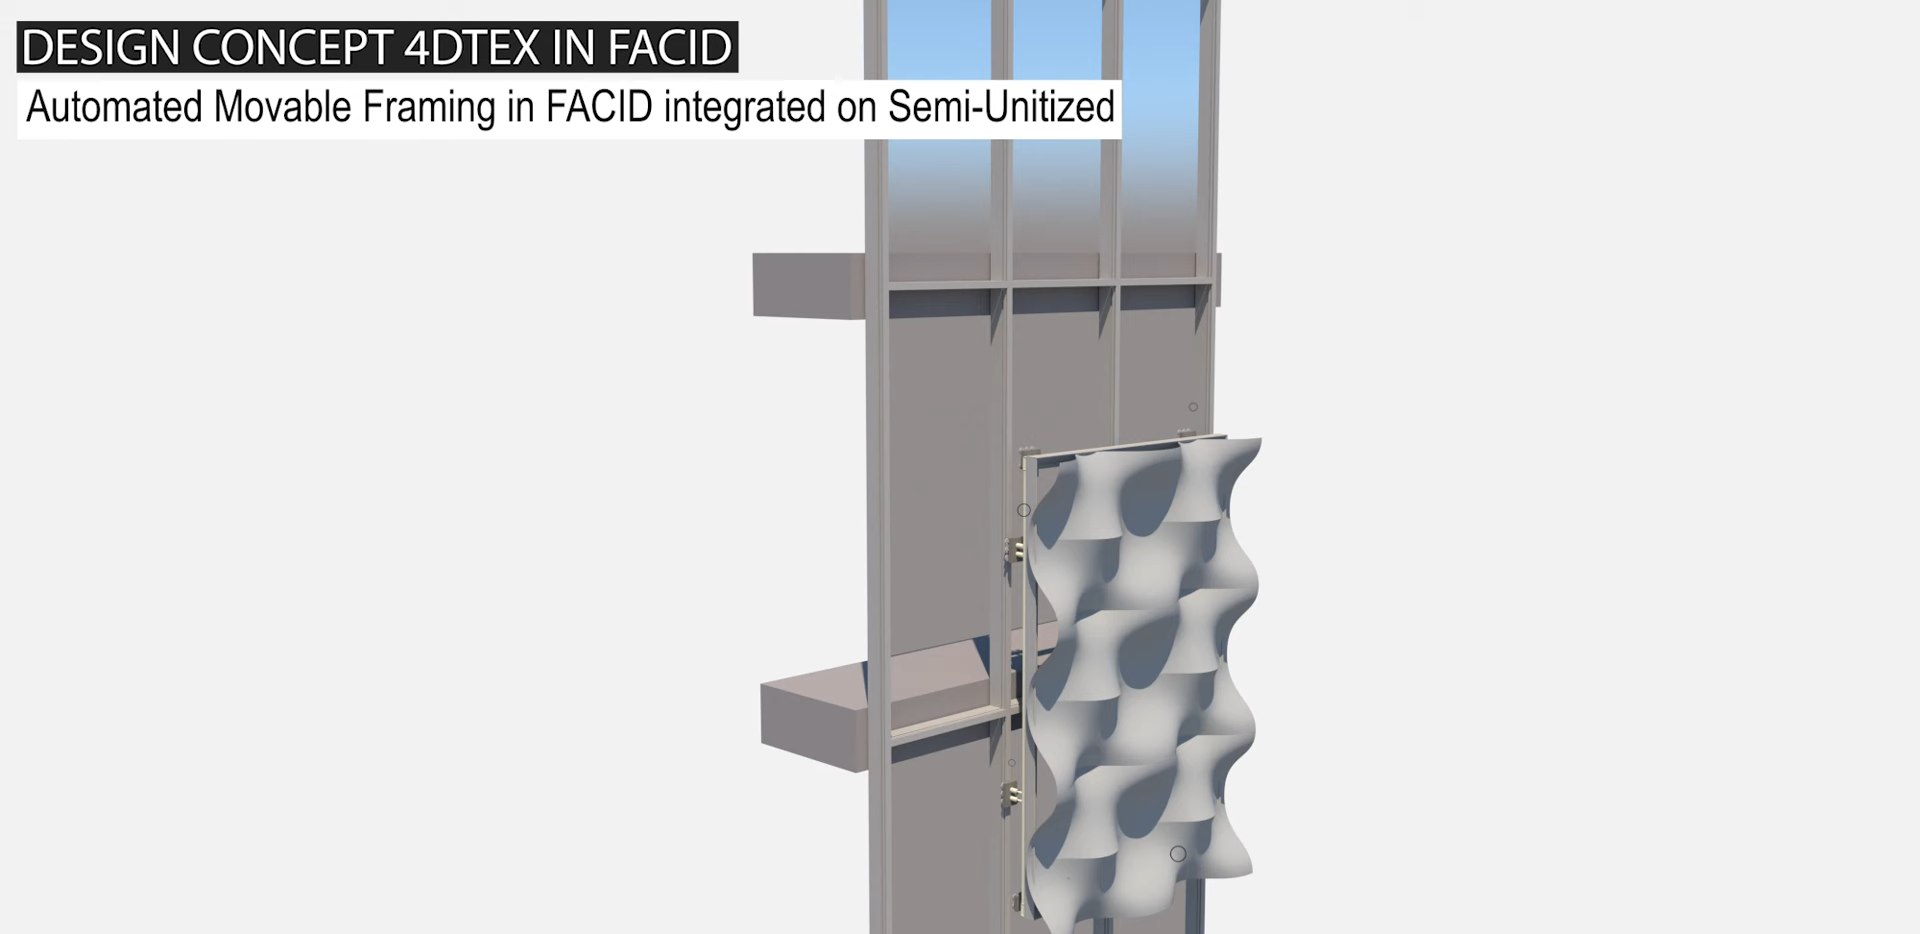 DESIGN CONCEPT 4DTEX IN FACID
Automated Movable Framing in FACID integrated on Semi-Unitized